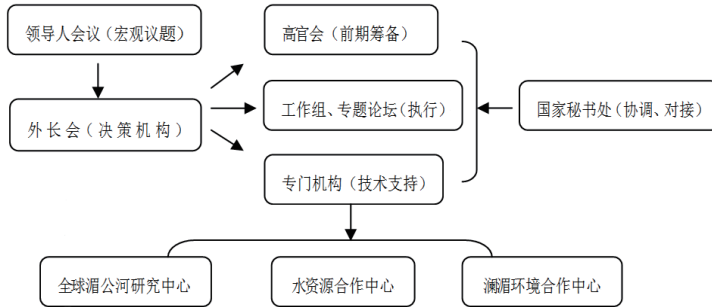 领导人会议（宏观议题）
高官会（前期筹备）
外长会（决策机构）
工作组、专题论坛（执行）
国家秘书处（协调、对接）
专门机构（技术支持）
全球湄公河研究中心
水资源合作中心
澜湄环境合作中心